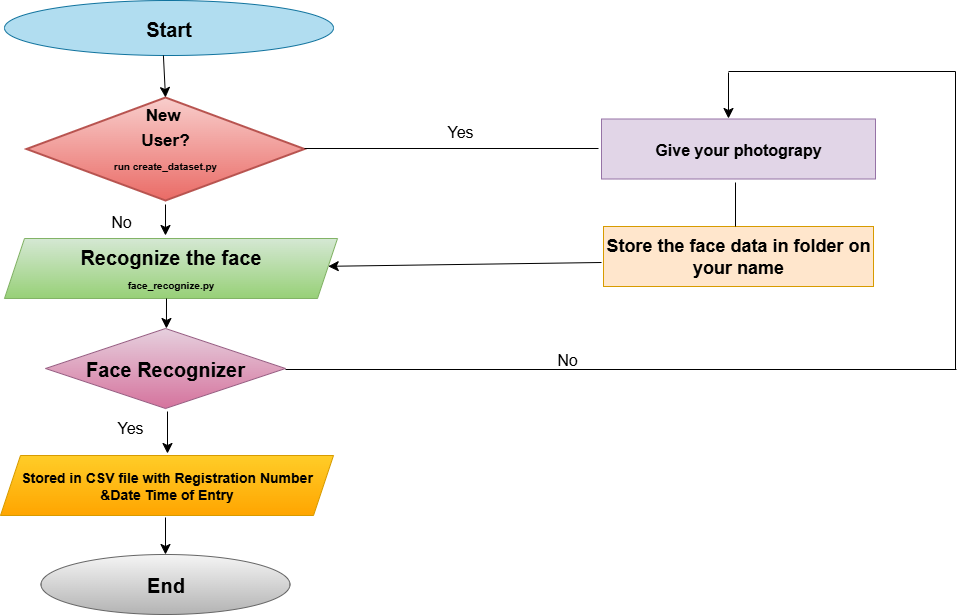 Start
New
User?
run create_dataset.py
Yes
Give your photograpy
No
Store the face data in folder on
your name
Recognize the face
face_recognize.py
Face Recognizer
No
Yes
Stored in CSV file with Registration Number
&Date Time of Entry
End